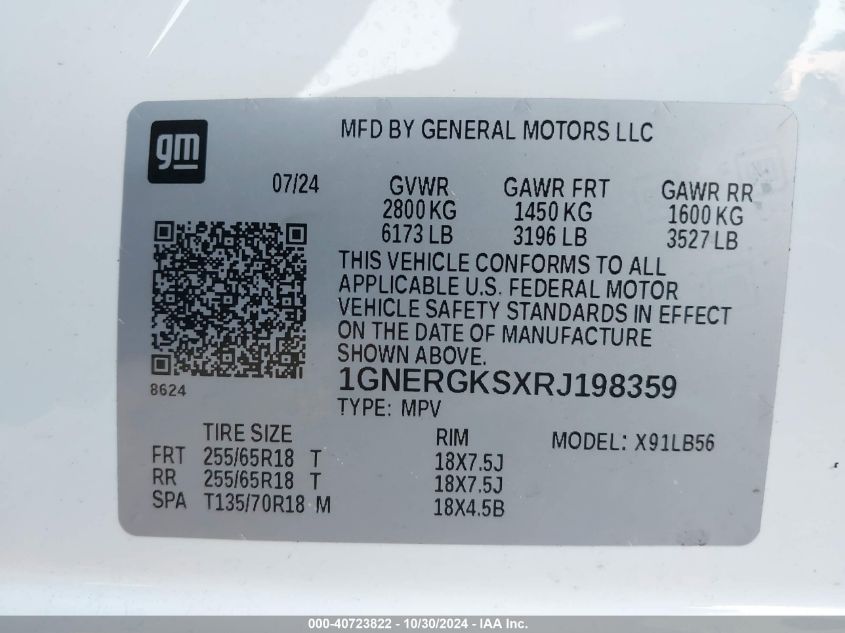 gm
MFD BY GENERAL MOTORS LLC
07/24 GVWR GAWR FRT GAWR RR
2800 KG 1450 KG 1600 KG
6173 LB 3196 LB 3527 LB
THIS VEHICLE CONFORMS TO ALL
APPLICABLE U.S. FEDERAL MOTOR
VEHICLE SAFETY STANDARDS IN EFFECT
ON THE DATE OF MANUFACTURE
SHOWN ABOVE.
8624
1GNERGKSXRJ198359
TYPE: MPV
TIRE SIZE RIM MODEL: X91LB56
FRT 255/65R18 T 18X7.5J
RR 255/65R18 T 18X7.5J
SPA T135/70R18 M 18X4.5B
000-40723822 - 10/30/2024 - IAA Inc.